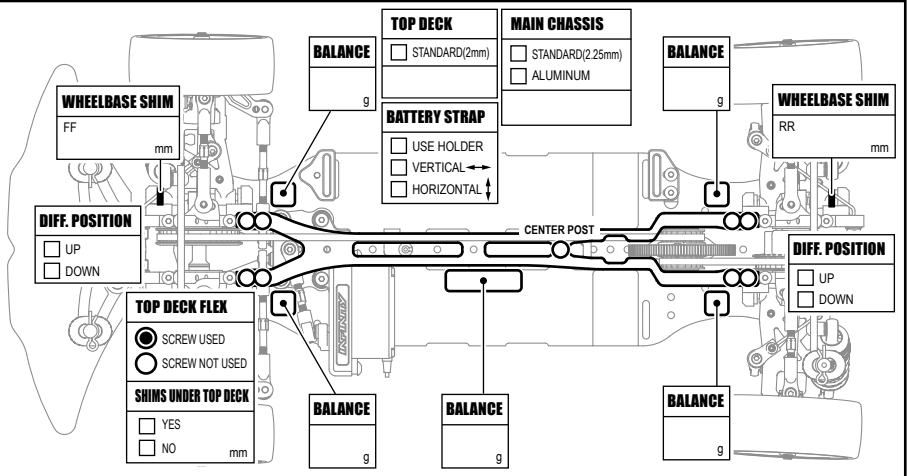 TOP DECK
STANDARD(2mm)
MAIN CHASSIS
STANDARD(2.25mm)
ALUMINUM
BALANCE
g
BALANCE
g
WHEELBASE SHIM
FF
mm
WHEELBASE SHIM
RR
mm
BATTERY STRAP
USE HOLDER
VERTICAL
HORIZONTAL
CENTER POST
DIFF. POSITION
UP
DOWN
DIFF. POSITION
UP
DOWN
TOP DECK FLEX
SCREW USED
SCREW NOT USED
SHIMS UNDER TOP DECK
YES
NO
mm
INFINITY
BALANCE
g
BALANCE
g
BALANCE
g